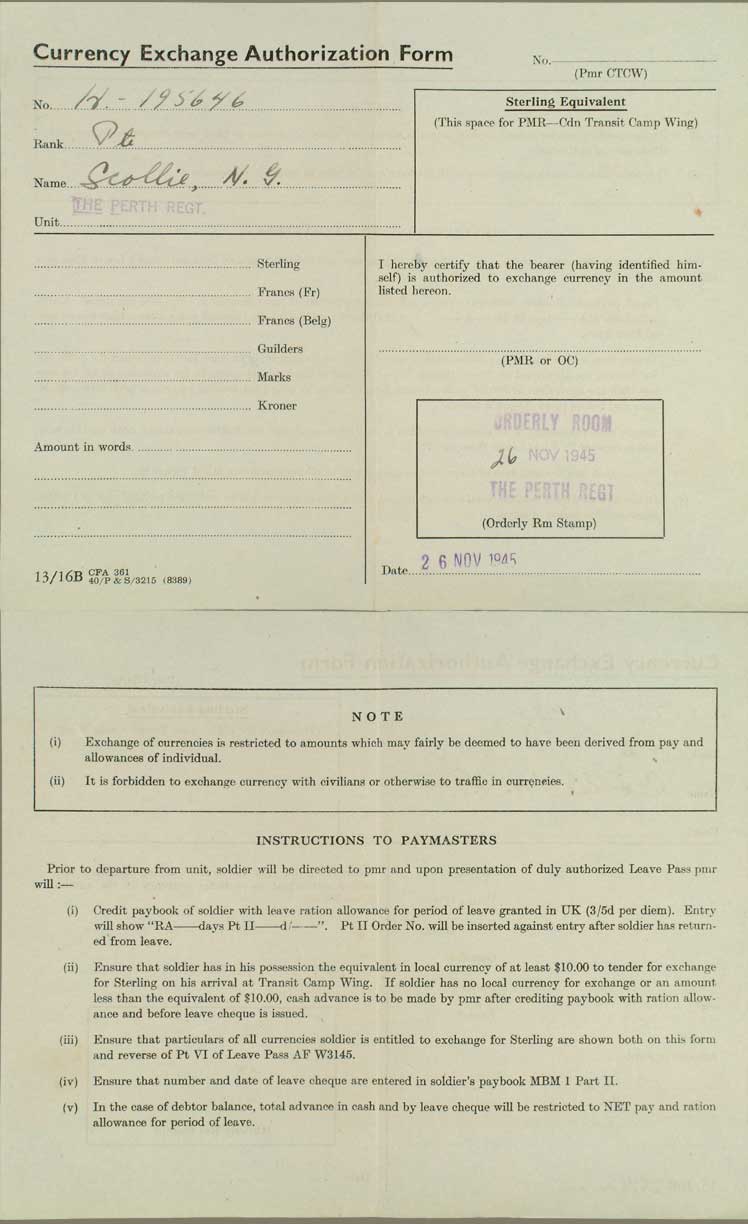 Currency Exchange Authorization Form
No.
(Pmr CTCW)
No. H.-195646
Rank Pte
Name Scollie, N. G.
THE PERTH REGT.
Unit
Sterling Equivalent
(This space for PMR—Cdn Transit Camp Wing)
Sterling
Francs (Fr)
Francs (Belg)
Guilders
Marks
Kroner
Amount in words
13/16B CFA 361
40/P & S/3215 (8389)
I hereby certify that the bearer (having identified him-
self) is authorized to exchange currency in the amount
listed hereon.
(PMR or OC)
ORDERLY ROOM
26 NOV 1945
THE PERTH REGT
(Orderly Rm Stamp)
Date 26 NOV 1945
NOTE
(i) Exchange of currencies is restricted to amounts which may fairly be deemed to have been derived from pay and
allowances of individual.
(ii) It is forbidden to exchange currency with civilians or otherwise to traffic in currencies.
INSTRUCTIONS TO PAYMASTERS
Prior to departure from unit, soldier will be directed to pmr and upon presentation of duly authorized Leave Pass pmr
will :—
(i) Credit paybook of soldier with leave ration allowance for period of leave granted in UK (3/5d per diem). Entry
will show “RA——days Pt II——d/— —”. Pt II Order No. will be inserted against entry after soldier has return-
ed from leave.
(ii) Ensure that soldier has in his possession the equivalent in local currency of at least $10.00 to tender for exchange
for Sterling on his arrival at Transit Camp Wing. If soldier has no local currency for exchange or an amount
less than the equivalent of $10.00, cash advance is to be made by pmr after crediting paybook with ration allow-
ance and before leave cheque is issued.
(iii) Ensure that particulars of all currencies soldier is entitled to exchange for Sterling are shown both on this form
and reverse of Pt VI of Leave Pass AF W3145.
(iv) Ensure that number and date of leave cheque are entered in soldier's paybook MBM 1 Part II.
(v) In the case of debtor balance, total advance in cash and by leave cheque will be restricted to NET pay and ration
allowance for period of leave.